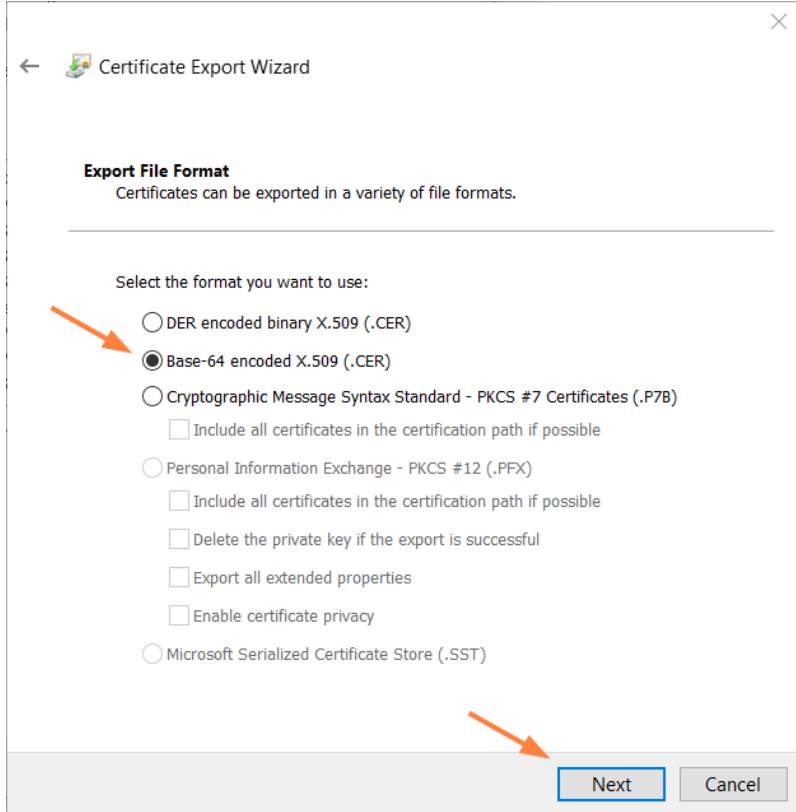 Certificate Export Wizard
Export File Format
Certificates can be exported in a variety of file formats.
Select the format you want to use:
DER encoded binary X.509 (.CER)
Base-64 encoded X.509 (.CER)
Cryptographic Message Syntax Standard - PKCS #7 Certificates (.P7B)
Include all certificates in the certification path if possible
Personal Information Exchange - PKCS #12 (.PFX)
Include all certificates in the certification path if possible
Delete the private key if the export is successful
Export all extended properties
Enable certificate privacy
Microsoft Serialized Certificate Store (.SST)
Next Cancel